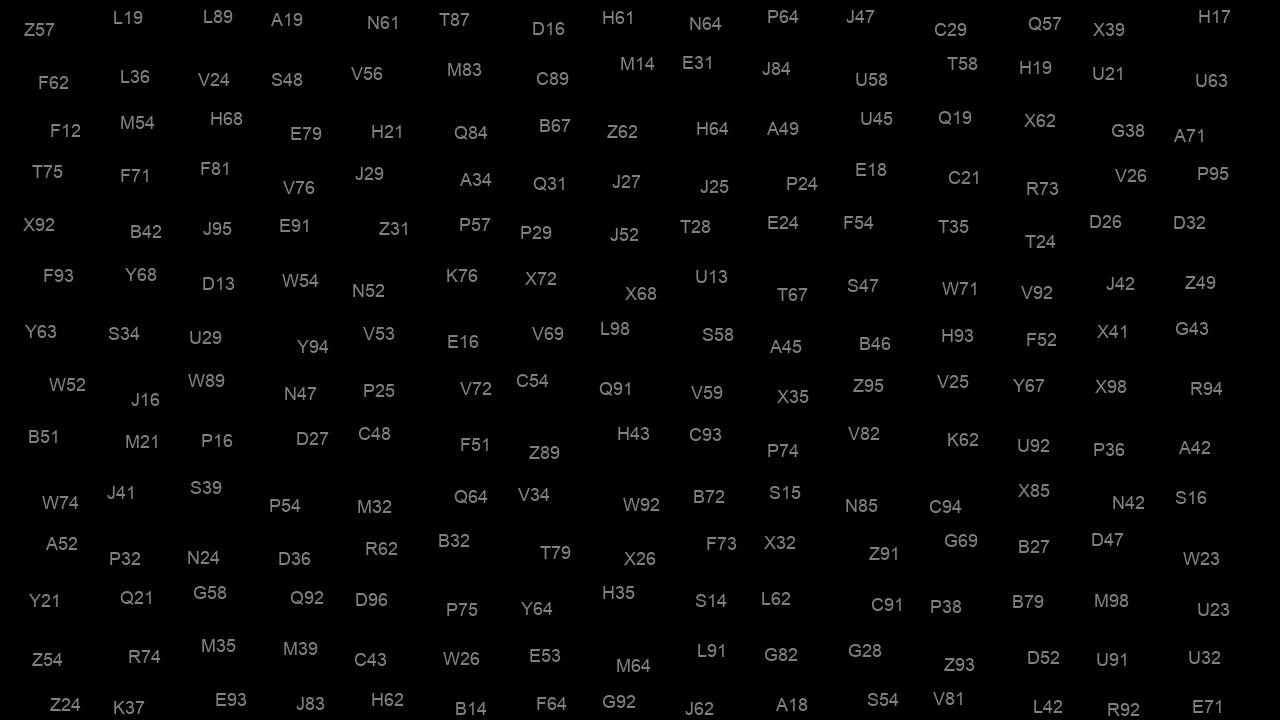 Z57 L19 L89 A19 N61 T87 D16 H61 N64 P64 J47 C29 Q57 X39 H17
F62 L36 V24 S48 V56 M83 C89 M14 E31 J84 U58 T58 H19 U21 U63
F12 M54 H68 E79 H21 Q84 B67 Z62 H64 A49 U45 Q19 X62 G38 A71
T75 F71 F81 V76 J29 A34 Q31 J27 J25 P24 E18 C21 R73 V26 P95
X92 B42 J95 E91 Z31 P57 P29 J52 T28 E24 F54 T35 T24 D26 D32
F93 Y68 D13 W54 N52 K76 X72 X68 U13 T67 S47 W71 V92 J42 Z49
Y63 S34 U29 Y94 V53 E16 V69 L98 S58 A45 B46 H93 F52 X41 G43
W52 J16 W89 N47 P25 V72 C54 Q91 V59 X35 Z95 V25 Y67 X98 R94
B51 M21 P16 D27 C48 F51 Z89 H43 C93 P74 V82 K62 U92 P36 A42
W74 J41 S39 P54 M32 Q64 V34 W92 B72 S15 N85 C94 X85 N42 S16
A52 P32 N24 D36 R62 B32 T79 X26 F73 X32 Z91 G69 B27 D47 W23
Y21 Q21 G58 Q92 D96 P75 Y64 H35 S14 L62 C91 P38 B79 M98 U23
Z54 R74 M35 M39 C43 W26 E53 M64 L91 G82 G28 Z93 D52 U91 U32
Z24 K37 E93 J83 H62 B14 F64 G92 J62 A18 S54 V81 L42 R92 E71